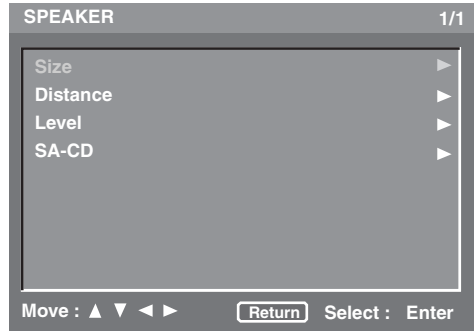 SPEAKER 1/1
Size ►
Distance ►
Level ►
SA-CD ►
Move : ▲ ▼ ◄ ► Return Select : Enter